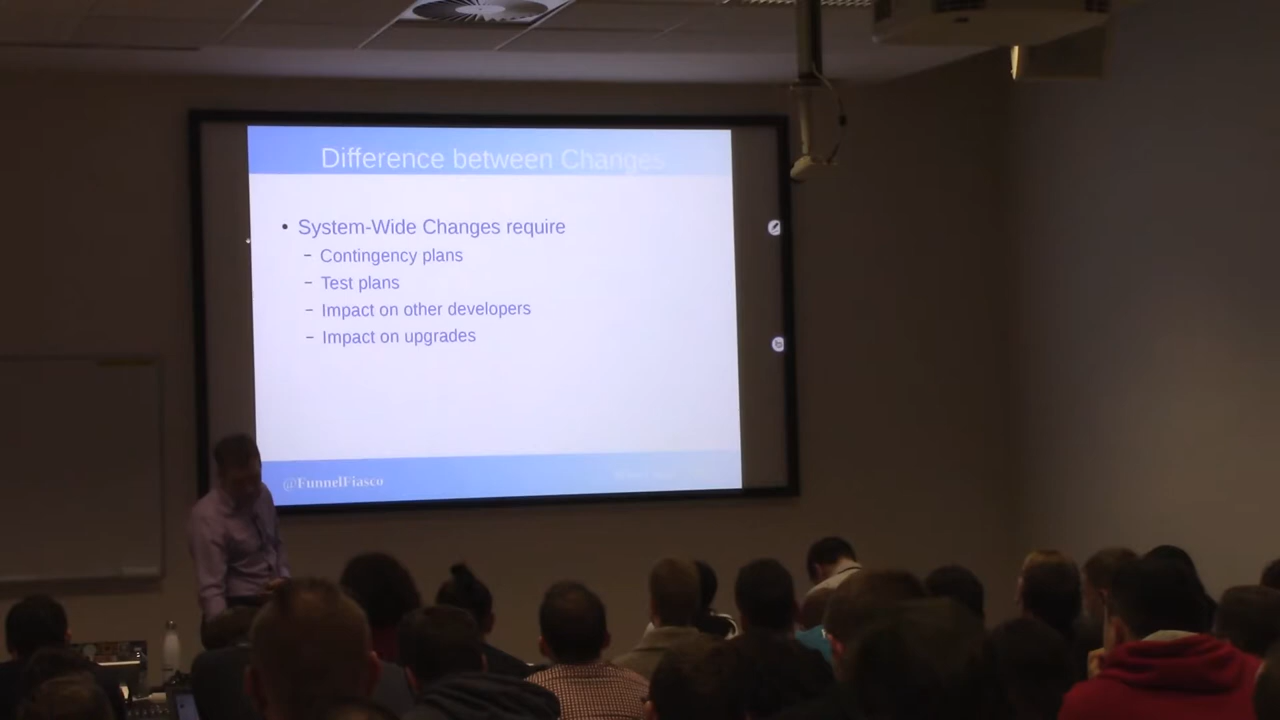 Difference between Changes
• System-Wide Changes require
– Contingency plans
– Test plans
– Impact on other developers
– Impact on upgrades
@FunnelFiasco